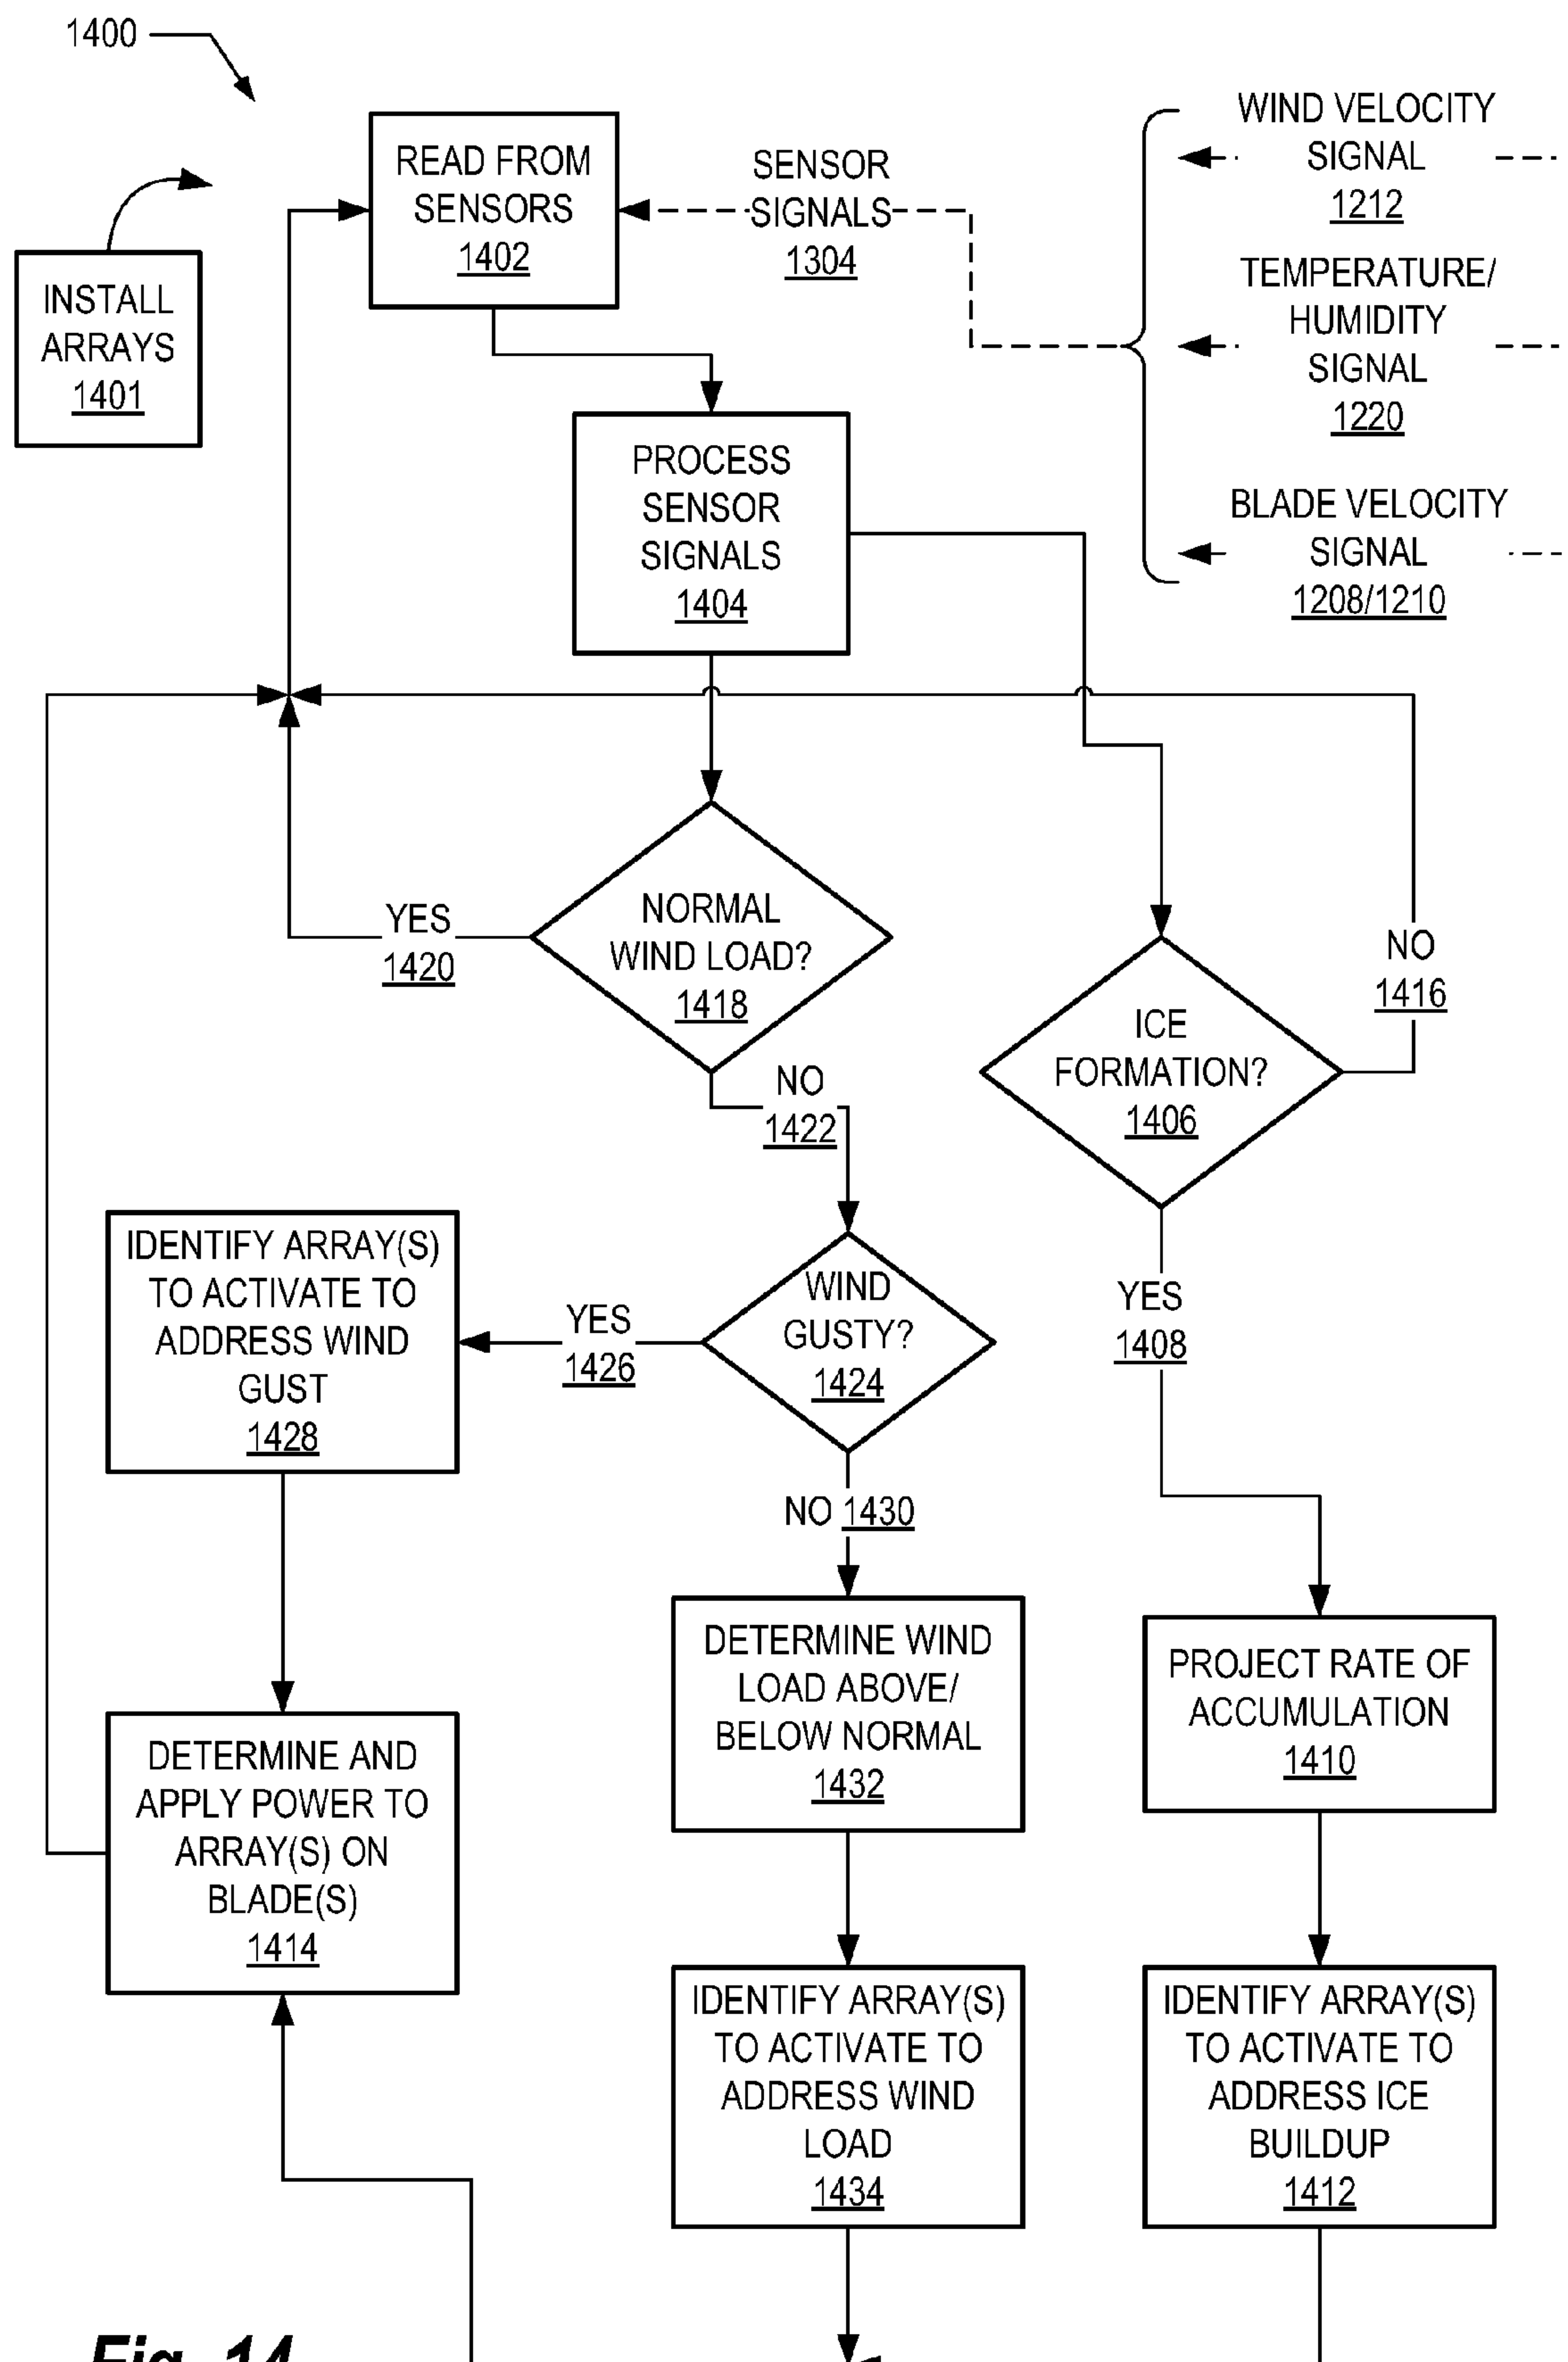 1400
READ FROM
SENSORS
1402
SENSOR
SIGNALS
1304
WIND VELOCITY
SIGNAL
1212
TEMPERATURE/
HUMIDITY
SIGNAL
1220
BLADE VELOCITY
SIGNAL
1208/1210
INSTALL
ARRAYS
1401
PROCESS
SENSOR
SIGNALS
1404
NORMAL
WIND LOAD?
1418
YES
1420
NO
1422
ICE
FORMATION?
1406
NO
1416
YES
1408
WIND
GUSTY?
1424
YES
1426
NO 1430
IDENTIFY ARRAY(S)
TO ACTIVATE TO
ADDRESS WIND
GUST
1428
DETERMINE WIND
LOAD ABOVE/
BELOW NORMAL
1432
PROJECT RATE OF
ACCUMULATION
1410
DETERMINE AND
APPLY POWER TO
ARRAY(S) ON
BLADE(S)
1414
IDENTIFY ARRAY(S)
TO ACTIVATE TO
ADDRESS WIND
LOAD
1434
IDENTIFY ARRAY(S)
TO ACTIVATE TO
ADDRESS ICE
BUILDUP
1412
Fig. 14